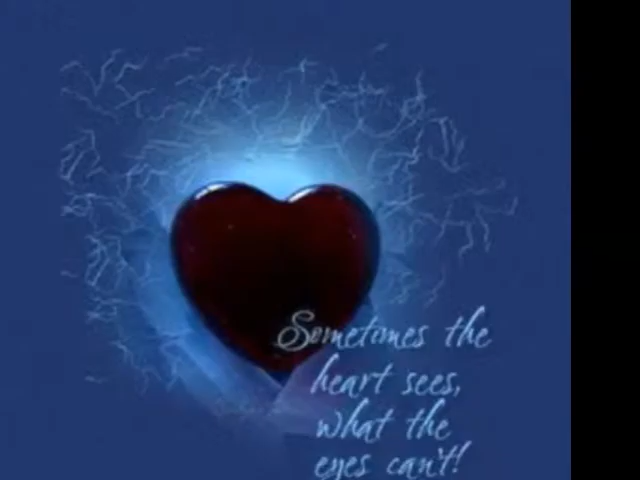 Sometimes the
heart sees,
what the
eyes can't!